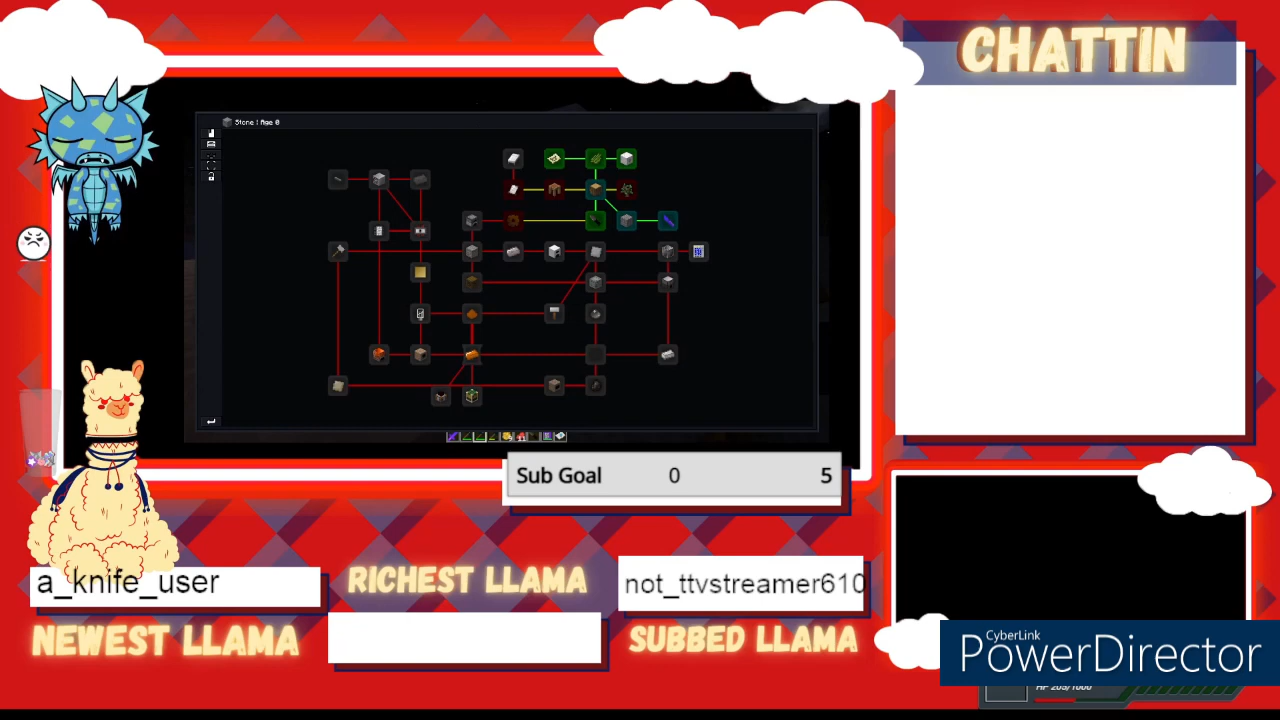 CHATTIN
Stone : Age 0
Sub Goal 0 5
a_knife_user
RICHEST LLAMA
not_ttvstreamer610
NEWEST LLAMA
SUBBED LLAMA
CyberLink
PowerDirector